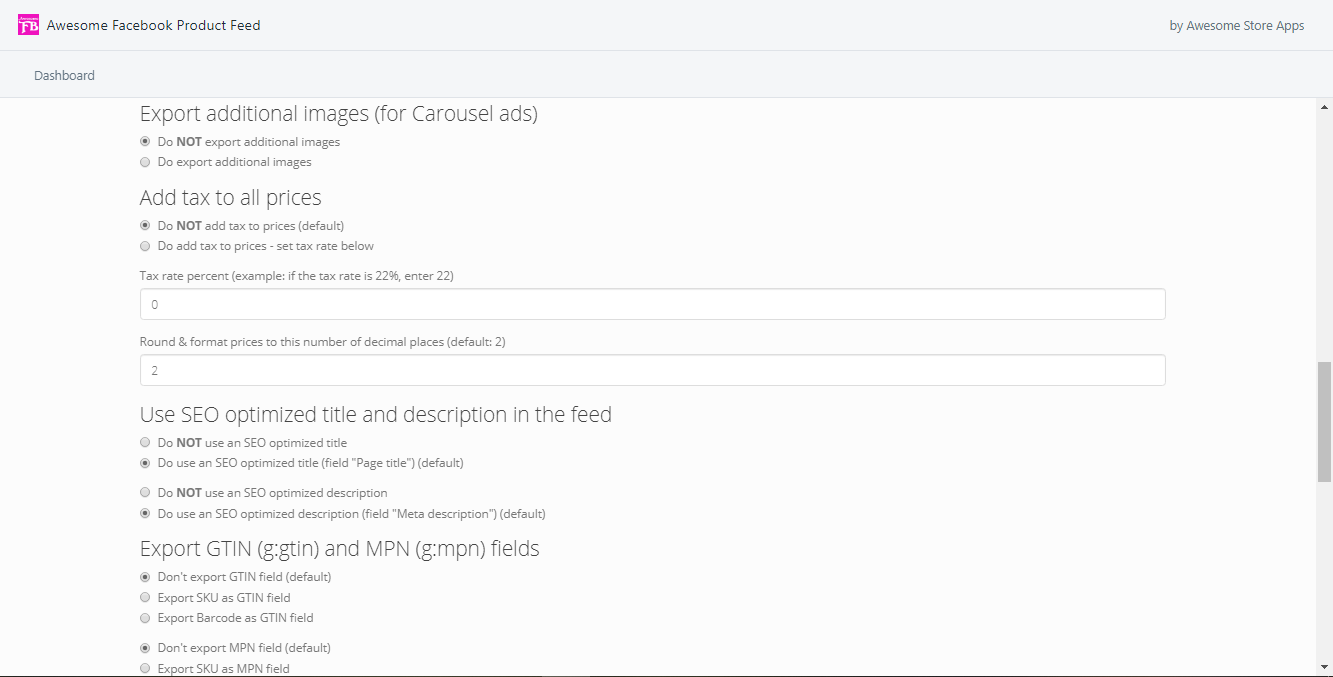 Awesome
FB
Awesome Facebook Product Feed
by Awesome Store Apps
Dashboard
Export additional images (for Carousel ads)
Do NOT export additional images
Do export additional images
Add tax to all prices
Do NOT add tax to prices (default)
Do add tax to prices - set tax rate below
Tax rate percent (example: if the tax rate is 22%, enter 22)
0
Round & format prices to this number of decimal places (default: 2)
2
Use SEO optimized title and description in the feed
Do NOT use an SEO optimized title
Do use an SEO optimized title (field "Page title") (default)
Do NOT use an SEO optimized description
Do use an SEO optimized description (field "Meta description") (default)
Export GTIN (g:gtin) and MPN (g:mpn) fields
Don't export GTIN field (default)
Export SKU as GTIN field
Export Barcode as GTIN field
Don't export MPN field (default)
Export SKU as MPN field